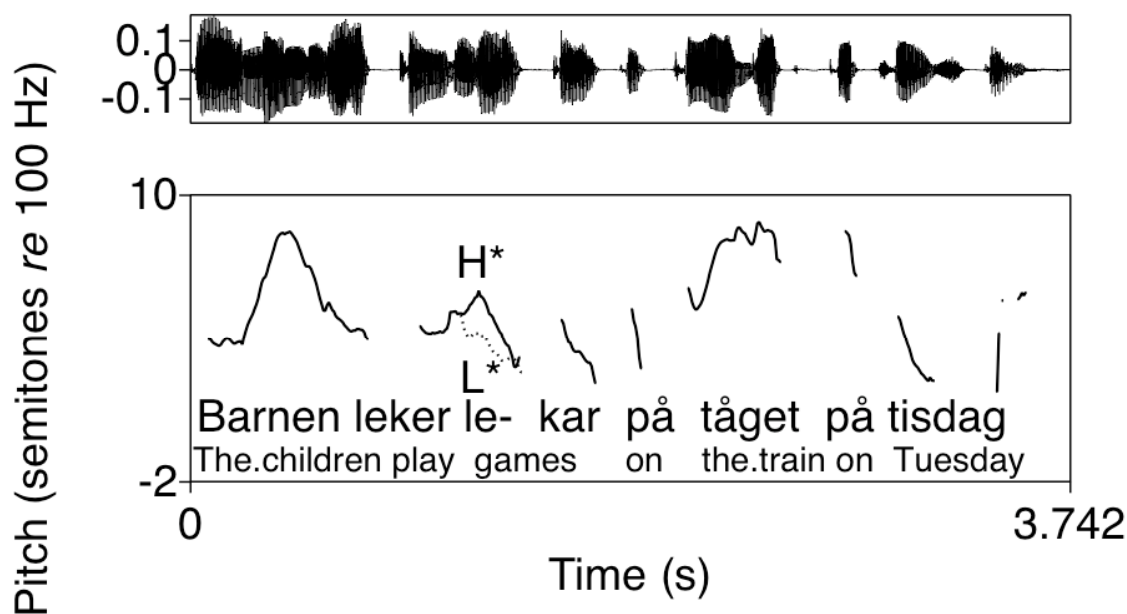 0.1
0
-0.1
Pitch (semitones re 100 Hz)
10
H*
L*
Barnen leker le- kar på tåget på tisdag
The.children play games on the.train on Tuesday
-2
0 3.742
Time (s)